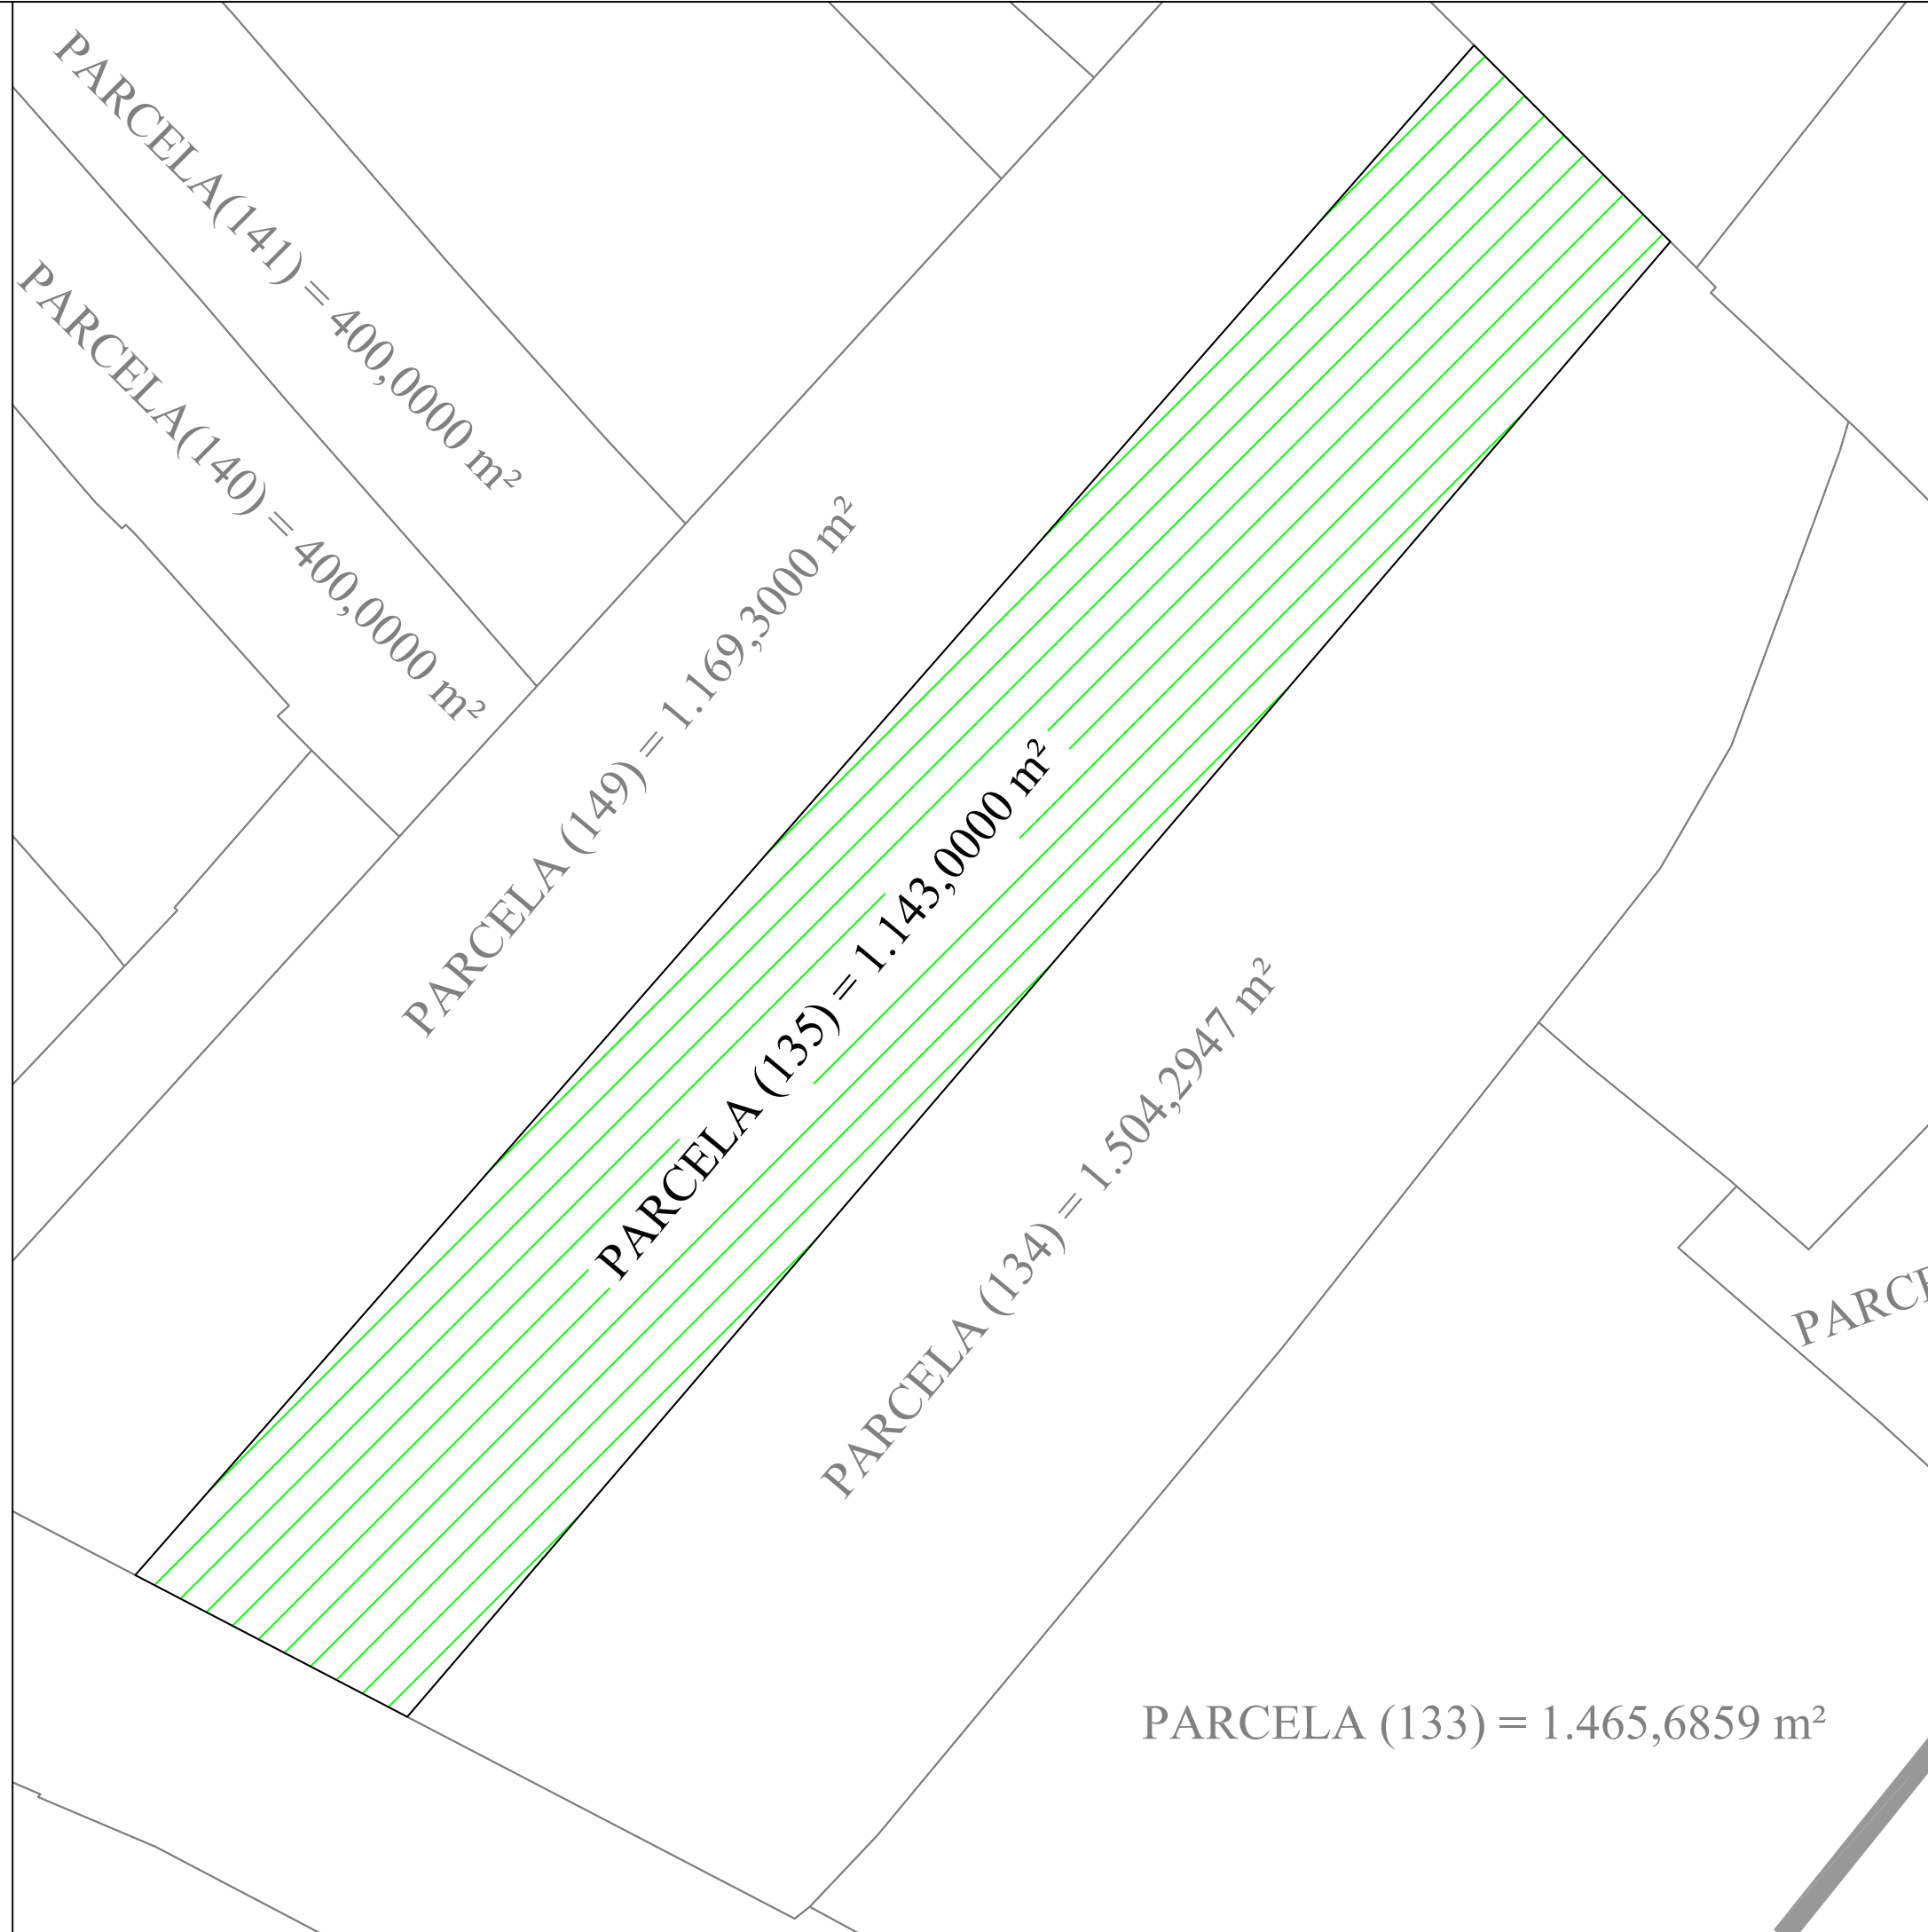 PARCELA(141) = 400,0000 m²
PARCELA(140) = 400,0000 m²
PARCELA (149) = 1.169,3000 m²
PARCELA (135) = 1.143,0000 m²
PARCELA (134) = 1.504,2947 m²
PARCELA (133) = 1.465,6859 m²